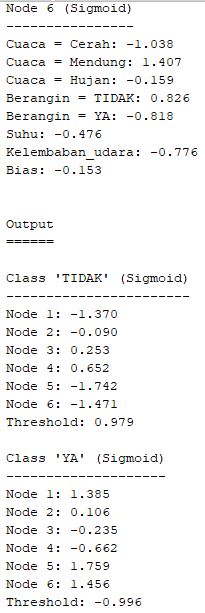 Node 6 (Sigmoid)
----------------
Cuaca = Cerah: -1.038
Cuaca = Mendung: 1.407
Cuaca = Hujan: -0.159
Berangin = TIDAK: 0.826
Berangin = YA: -0.818
Suhu: -0.476
Kelembaban_udara: -0.776
Bias: -0.153
Output
======
Class 'TIDAK' (Sigmoid)
-----------------------
Node 1: -1.370
Node 2: -0.090
Node 3: 0.253
Node 4: 0.652
Node 5: -1.742
Node 6: -1.471
Threshold: 0.979
Class 'YA' (Sigmoid)
--------------------
Node 1: 1.385
Node 2: 0.106
Node 3: -0.235
Node 4: -0.662
Node 5: 1.759
Node 6: 1.456
Threshold: -0.996